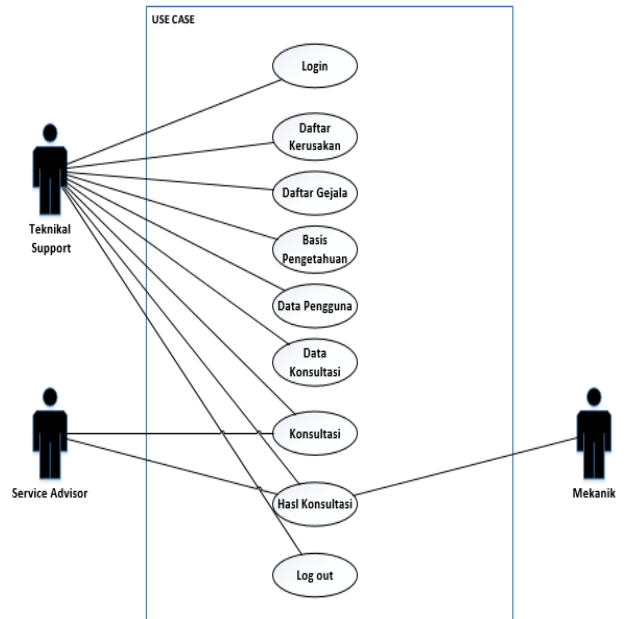 USE CASE
Login
Daftar
Kerusakan
Daftar Gejala
Basis
Pengetahuan
Data Pengguna
Data
Konsultasi
Konsultasi
Hasl Konsultasi
Log out
Teknikal
Support
Service Advisor
Mekanik